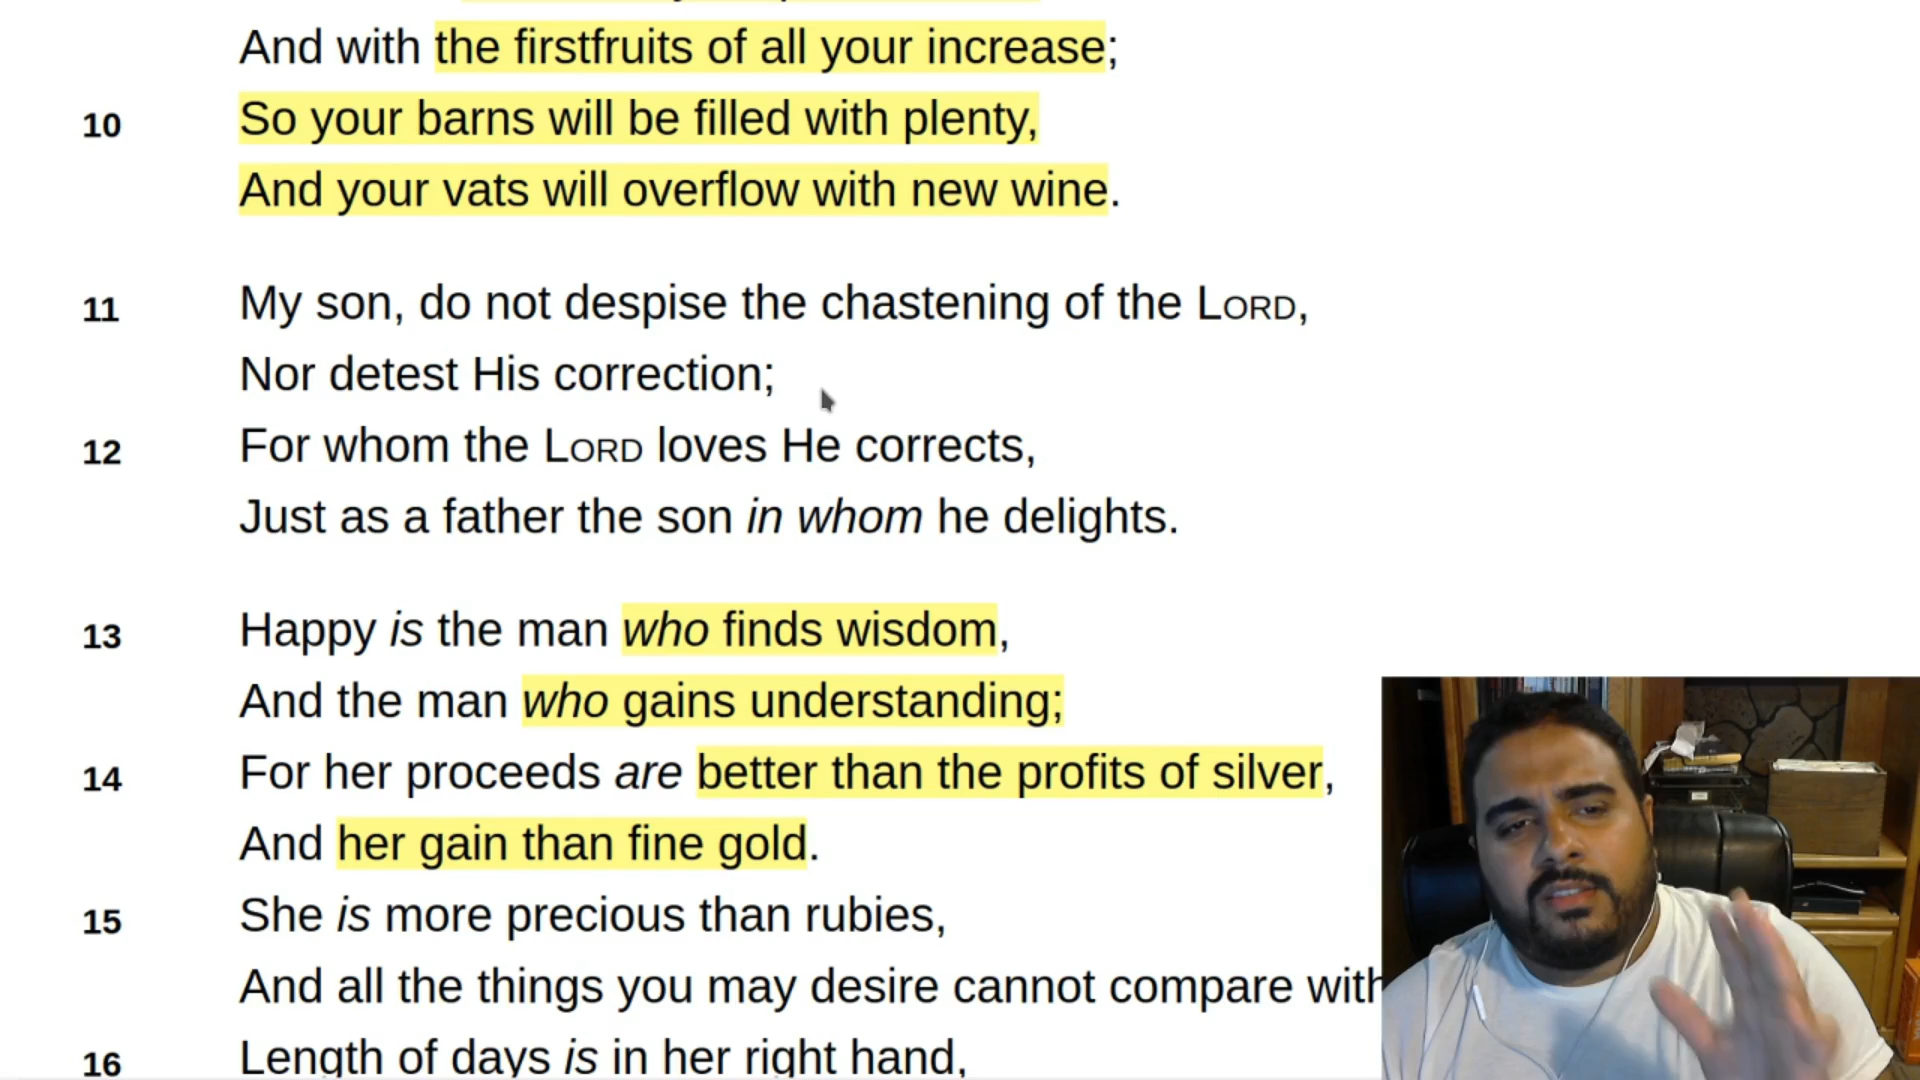 And with the firstfruits of all your increase;
10 So your barns will be filled with plenty,
And your vats will overflow with new wine.
11 My son, do not despise the chastening of the LORD,
Nor detest His correction;
12 For whom the LORD loves He corrects,
Just as a father the son in whom he delights.
13 Happy is the man who finds wisdom,
And the man who gains understanding;
14 For her proceeds are better than the profits of silver,
And her gain than fine gold.
15 She is more precious than rubies,
And all the things you may desire cannot compare with
16 Length of days is in her right hand,